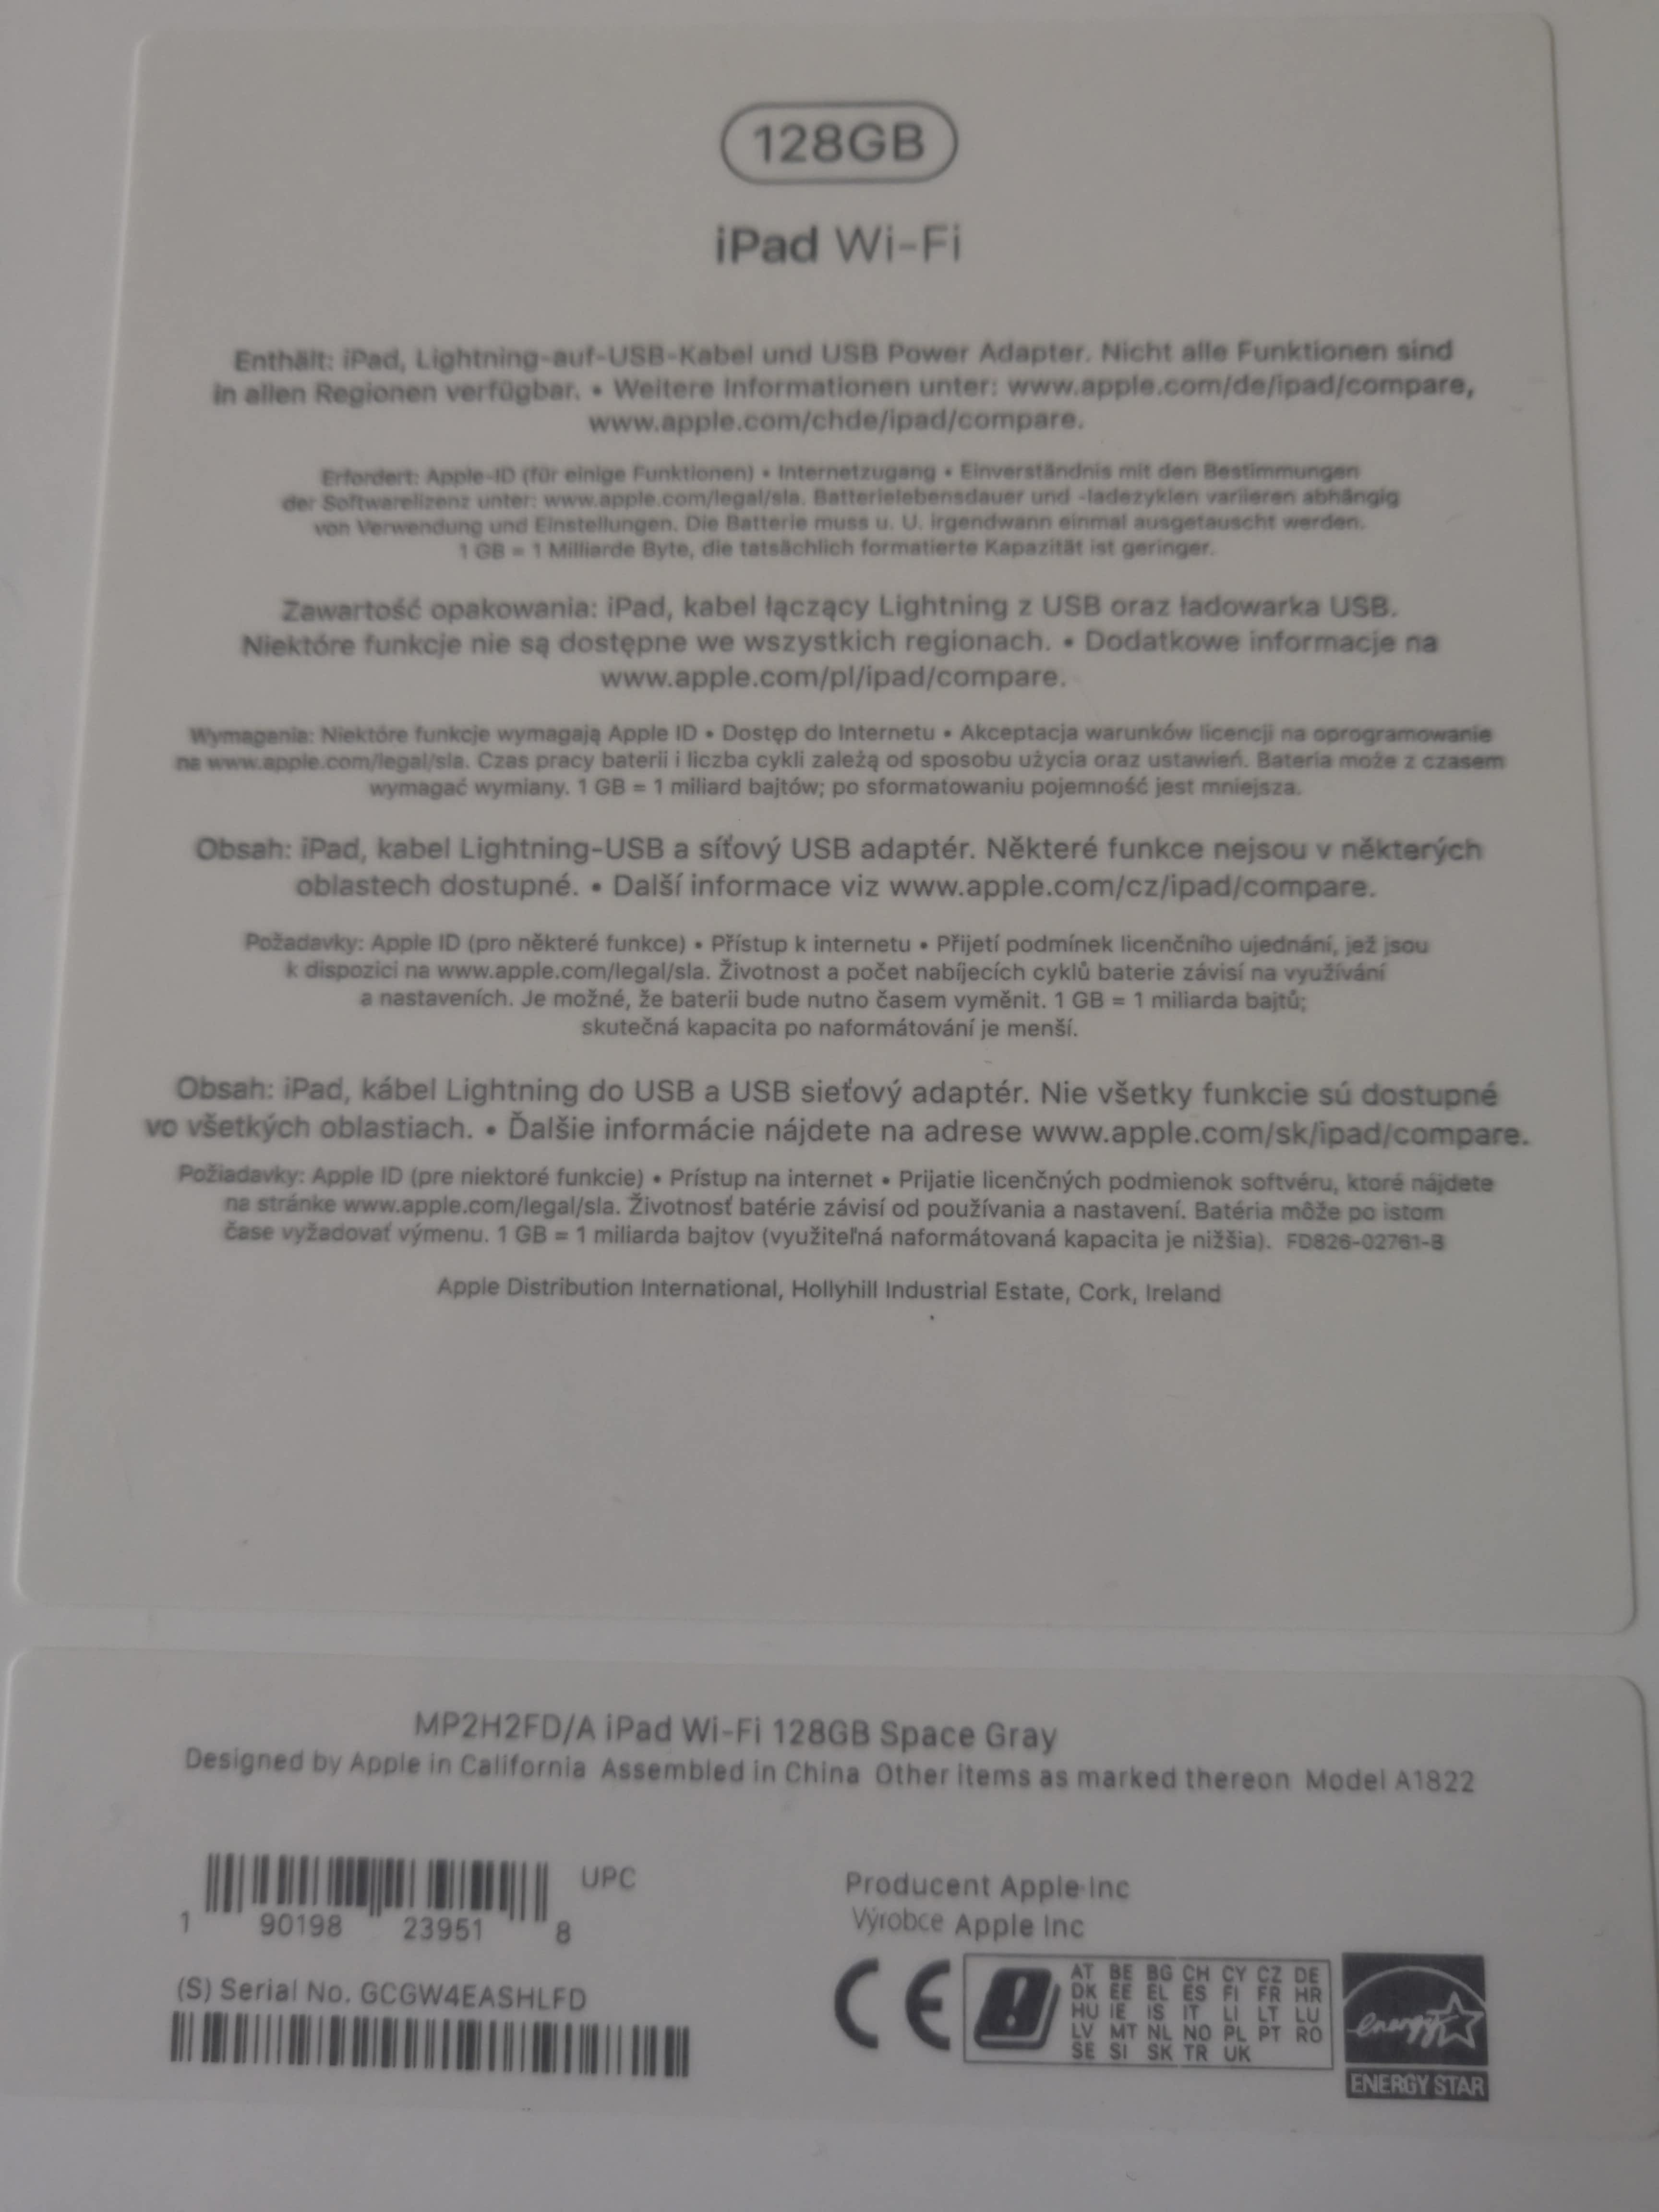 128GB
iPad Wi-Fi
Enthält: iPad, Lightning-auf-USB-Kabel und USB Power Adapter. Nicht alle Funktionen sind
in allen Regionen verfügbar. • Weitere Informationen unter: www.apple.com/de/ipad/compare,
www.apple.com/chde/ipad/compare.
Erfordert: Apple-ID (für einige Funktionen) • Internetzugang • Einverständnis mit den Bestimmungen
der Softwarelizenz unter: www.apple.com/legal/sla. Batterielebensdauer und -ladezyklen variieren abhängig
von Verwendung und Einstellungen. Die Batterie muss u. U. irgendwann einmal ausgetauscht werden.
1 GB = 1 Milliarde Byte, die tatsächlich formatierte Kapazität ist geringer.
Zawartość opakowania: iPad, kabel łączący Lightning z USB oraz ładowarka USB.
Niektóre funkcje nie są dostępne we wszystkich regionach. • Dodatkowe informacje na
www.apple.com/pl/ipad/compare.
Wymagania: Niektóre funkcje wymagają Apple ID • Dostęp do Internetu • Akceptacja warunków licencji na oprogramowanie
na www.apple.com/legal/sla. Czas pracy baterii i liczba cykli zależą od sposobu użycia oraz ustawień. Bateria może z czasem
wymagać wymiany. 1 GB = 1 miliard bajtów; po sformatowaniu pojemność jest mniejsza.
Obsah: iPad, kabel Lightning-USB a síťový USB adaptér. Některé funkce nejsou v některých
oblastech dostupné. • Další informace viz www.apple.com/cz/ipad/compare.
Požadavky: Apple ID (pro některé funkce) • Přístup k internetu • Přijetí podmínek licenčního ujednání, jež jsou
k dispozici na www.apple.com/legal/sla. Životnost a počet nabíjecích cyklů baterie závisí na využívání
a nastaveních. Je možné, že baterii bude nutno časem vyměnit. 1 GB = 1 miliarda bajtů;
skutečná kapacita po naformátování je menší.
Obsah: iPad, kábel Lightning do USB a USB sieťový adaptér. Nie všetky funkcie sú dostupné
vo všetkých oblastiach. • Ďalšie informácie nájdete na adrese www.apple.com/sk/ipad/compare.
Požiadavky: Apple ID (pre niektoré funkcie) • Prístup na internet • Prijatie licenčných podmienok softvéru, ktoré nájdete
na stránke www.apple.com/legal/sla. Životnosť batérie závisí od používania a nastavení. Batéria môže po istom
čase vyžadovať výmenu. 1 GB = 1 miliarda bajtov (využiteľná naformátovaná kapacita je nižšia). FD826-02761-B
Apple Distribution International, Hollyhill Industrial Estate, Cork, Ireland
MP2H2FD/A iPad Wi-Fi 128GB Space Gray
Designed by Apple in California Assembled in China Other items as marked thereon Model A1822
UPC
1 90198 23951 8
(S) Serial No. GCGW4EASHLFD
Producent Apple Inc
Výrobce Apple Inc
CE
AT BE BG CH CY CZ DE
DK EE EL ES FI FR HR
HU IE IS IT LI LT LU
LV MT NL NO PL PT RO
SE SI SK TR UK
energy
ENERGY STAR